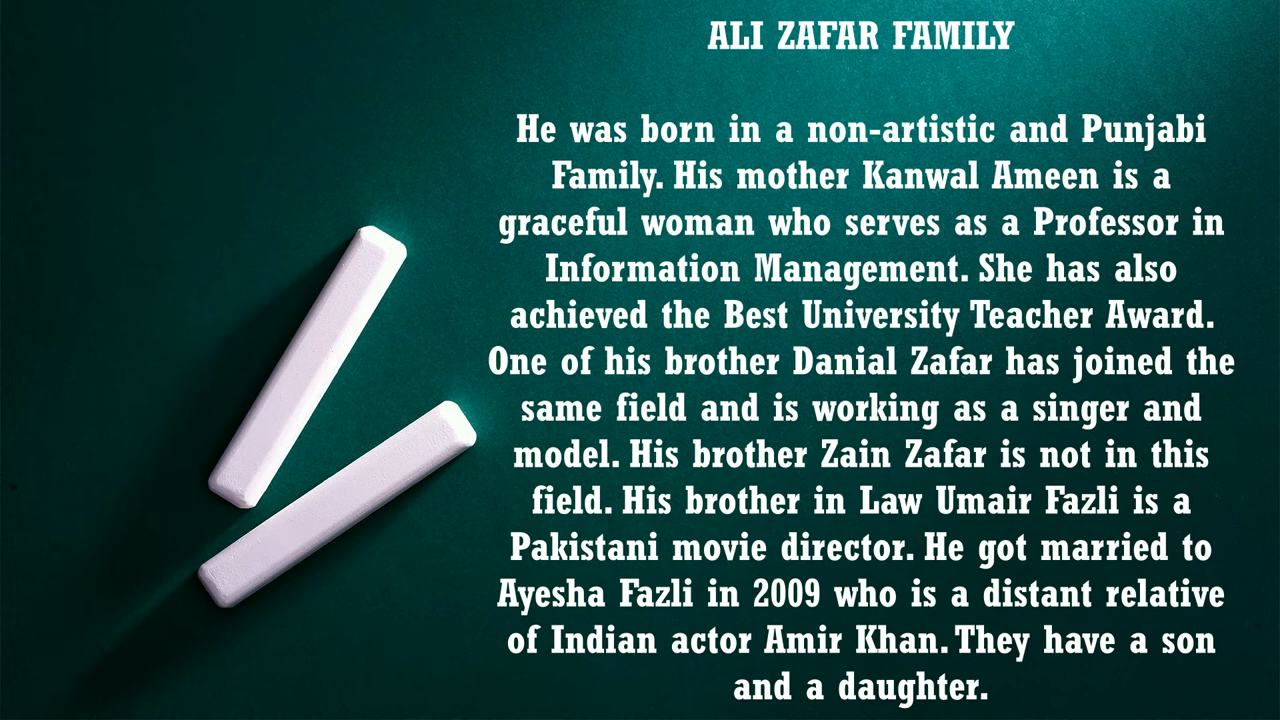 ALI ZAFAR FAMILY
He was born in a non-artistic and Punjabi
Family. His mother Kanwal Ameen is a
graceful woman who serves as a Professor in
Information Management. She has also
achieved the Best University Teacher Award.
One of his brother Danial Zafar has joined the
same field and is working as a singer and
model. His brother Zain Zafar is not in this
field. His brother in Law Umair Fazli is a
Pakistani movie director. He got married to
Ayesha Fazli in 2009 who is a distant relative
of Indian actor Amir Khan. They have a son
and a daughter.